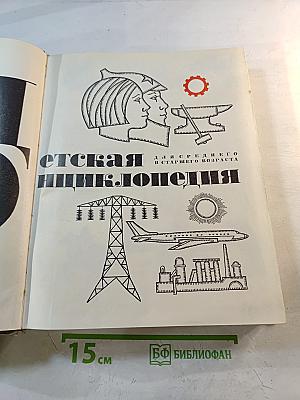 етская
для среднего
и старшего возраста
нциклопедия
15 см
БФ БИБЛИОФАН